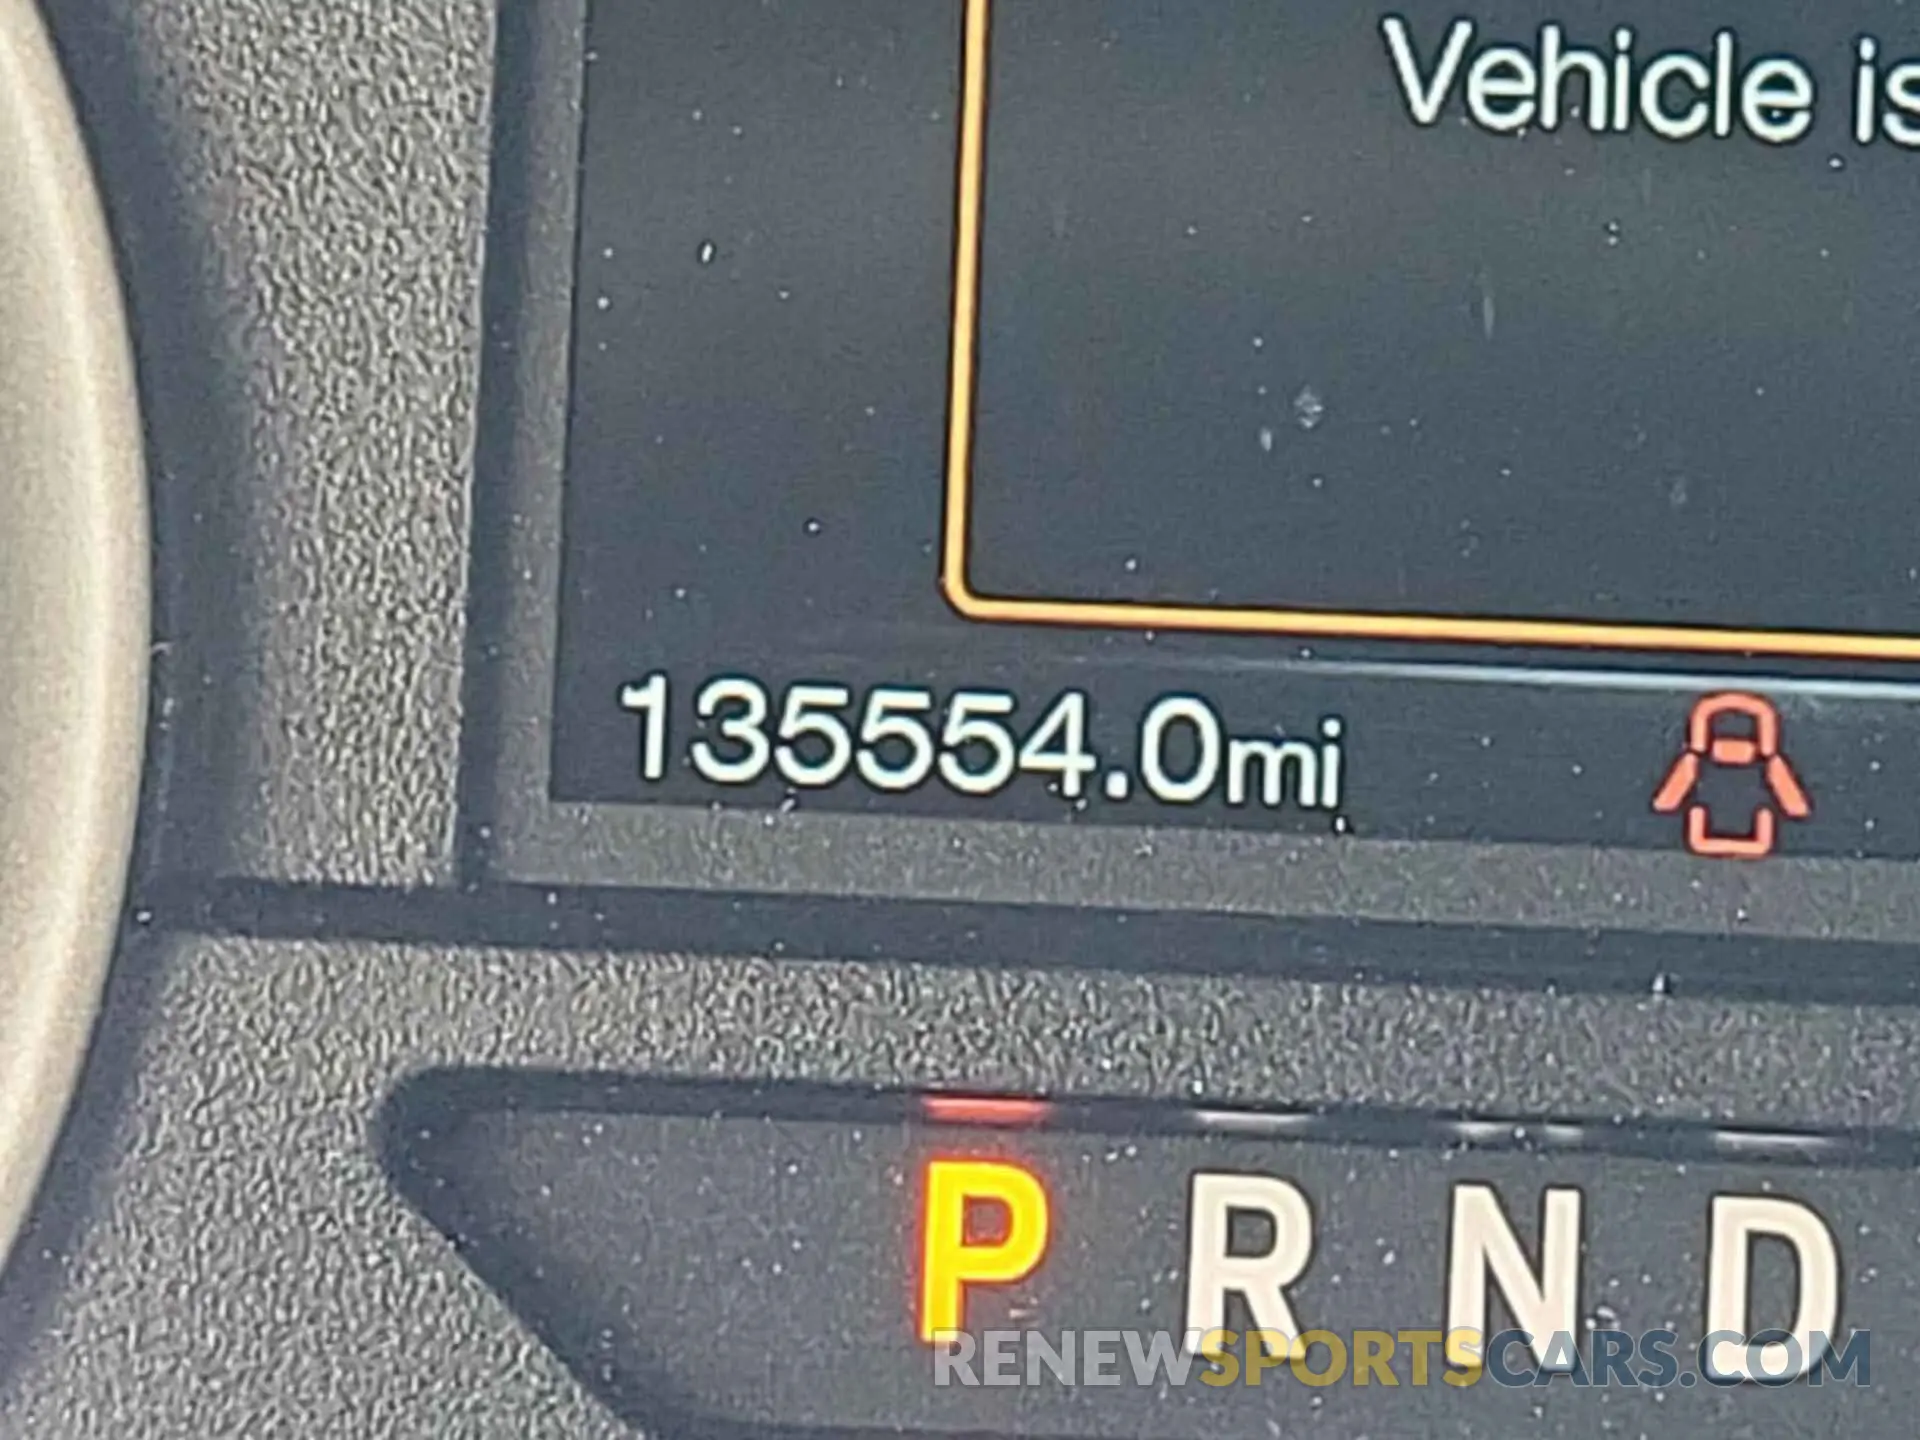 Vehicle is
135554.0mi
P R N D
RENEWSPORTSCARS.COM